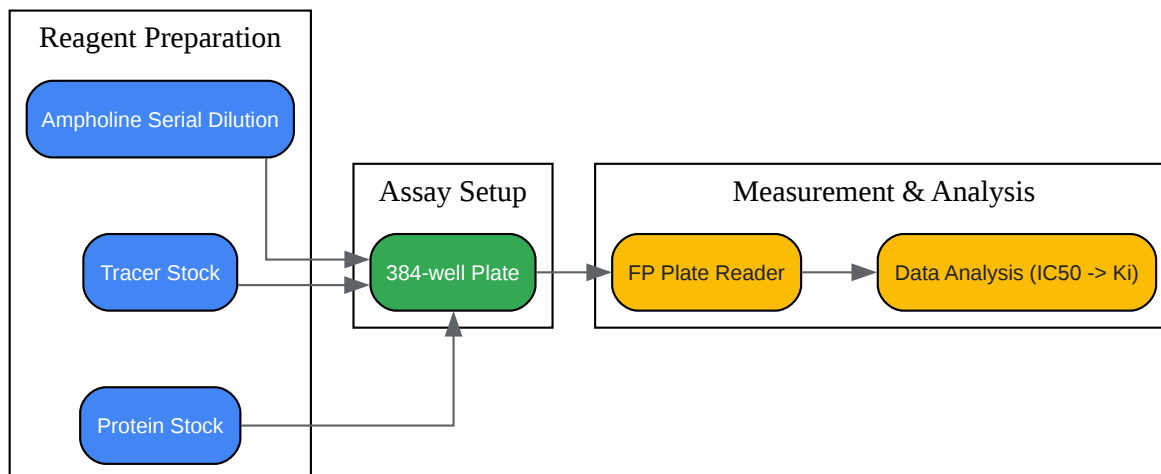 Reagent Preparation
Ampholine Serial Dilution
Tracer Stock
Protein Stock
Assay Setup
384-well Plate
Measurement & Analysis
FP Plate Reader
Data Analysis (IC50 -> Ki)